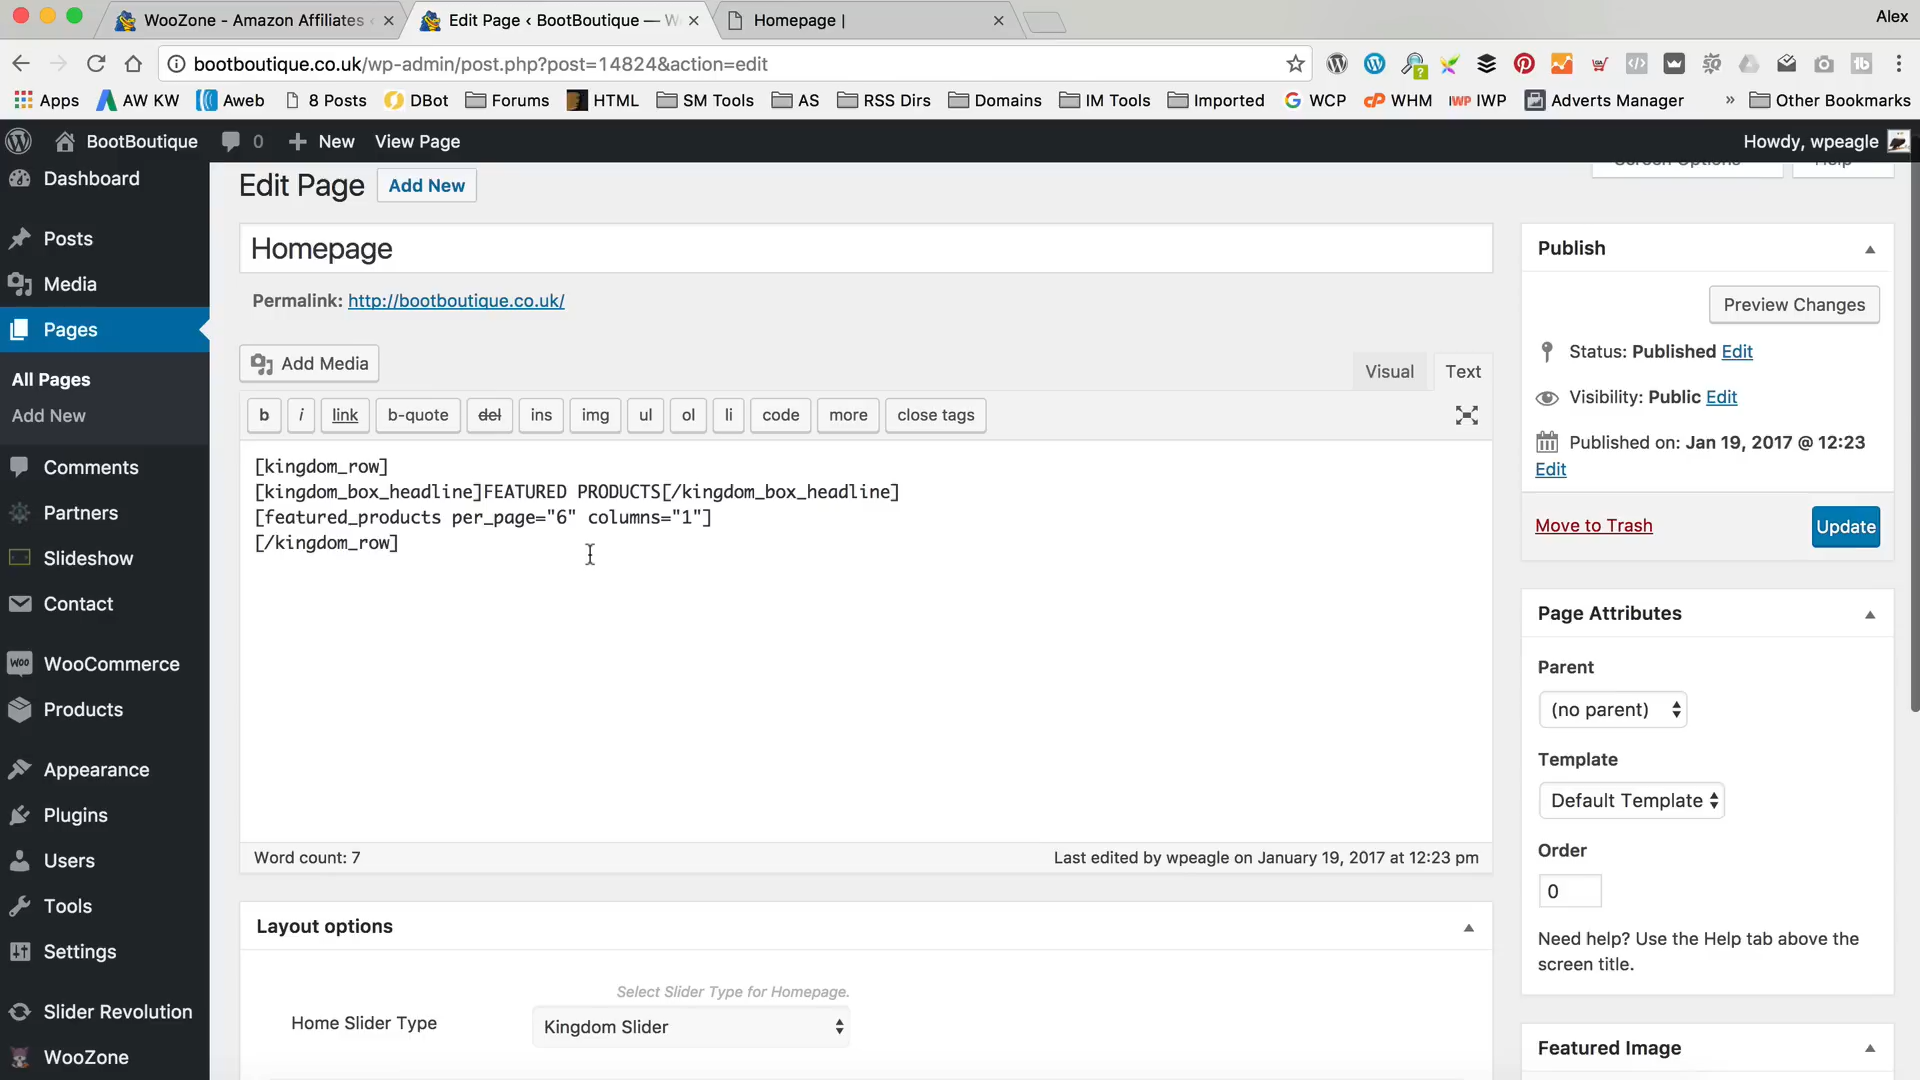 WooZone - Amazon Affiliates
Edit Page ‹ BootBoutique — W
Homepage |
Alex
bootboutique.co.uk/wp-admin/post.php?post=14824&action=edit
Apps
AW KW
Aweb
8 Posts
DBot
Forums
HTML
SM Tools
AS
RSS Dirs
Domains
IM Tools
Imported
WCP
WHM
IWP
Adverts Manager
»
Other Bookmarks
BootBoutique
0
New
View Page
Howdy, wpeagle
Dashboard
Posts
Media
Pages
All Pages
Add New
Comments
Partners
Slideshow
Contact
WooCommerce
Products
Appearance
Plugins
Users
Tools
Settings
Slider Revolution
WooZone
Edit Page
Add New
Screen Options
Help
Homepage
Permalink: http://bootboutique.co.uk/
Add Media
Visual
Text
b
i
link
b-quote
del
ins
img
ul
ol
li
code
more
close tags
[kingdom_row]
[kingdom_box_headline]FEATURED PRODUCTS[/kingdom_box_headline]
[featured_products per_page="6" columns="1"]
[/kingdom_row]
Word count: 7
Last edited by wpeagle on January 19, 2017 at 12:23 pm
Layout options
Select Slider Type for Homepage.
Home Slider Type
Kingdom Slider
Publish
Preview Changes
Status: Published Edit
Visibility: Public Edit
Published on: Jan 19, 2017 @ 12:23
Edit
Move to Trash
Update
Page Attributes
Parent
(no parent)
Template
Default Template
Order
0
Need help? Use the Help tab above the
screen title.
Featured Image